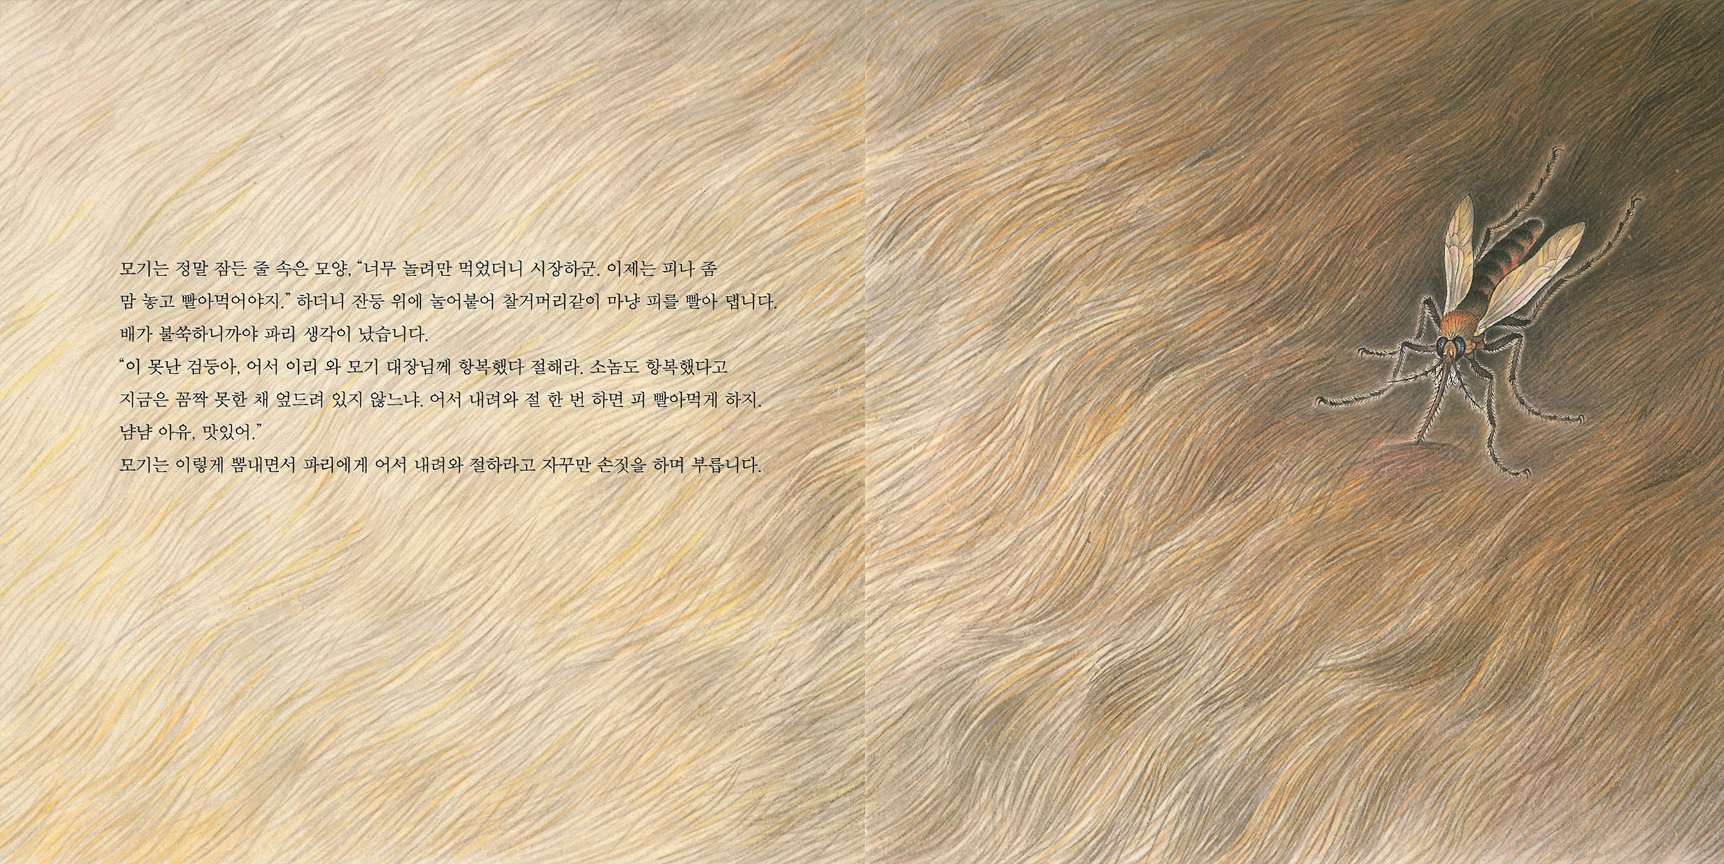 모기는 정말 잠든 줄 속은 모양, “너무 놀려만 먹었더니 시장하군. 이제는 피나 좀
맘 놓고 빨아먹어야지.” 하더니 잔등 위에 눌어붙어 찰거머리같이 마냥 피를 빨아 댑니다.
배가 불쑥하니까야 파리 생각이 났습니다.
“이 못난 검둥아, 어서 이리 와 모기 대장님께 항복했다 절해라. 소놈도 항복했다고
지금은 꼼짝 못한 채 엎드려 있지 않느냐. 어서 내려와 절 한 번 하면 피 빨아먹게 하지.
냠냠 아유, 맛있어.”
모기는 이렇게 뽐내면서 파리에게 어서 내려와 절하라고 자꾸만 손짓을 하며 부릅니다.